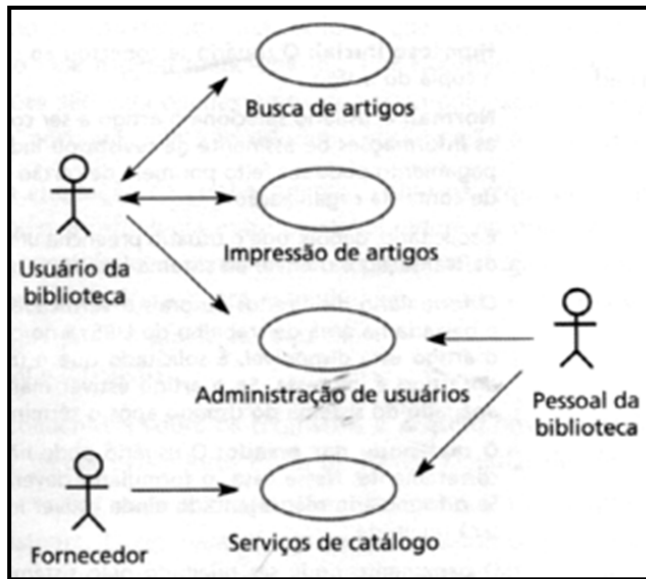 Busca de artigos
Usuário da
biblioteca
Impressão de artigos
Administração de usuários
Pessoal da
biblioteca
Fornecedor
Serviços de catálogo